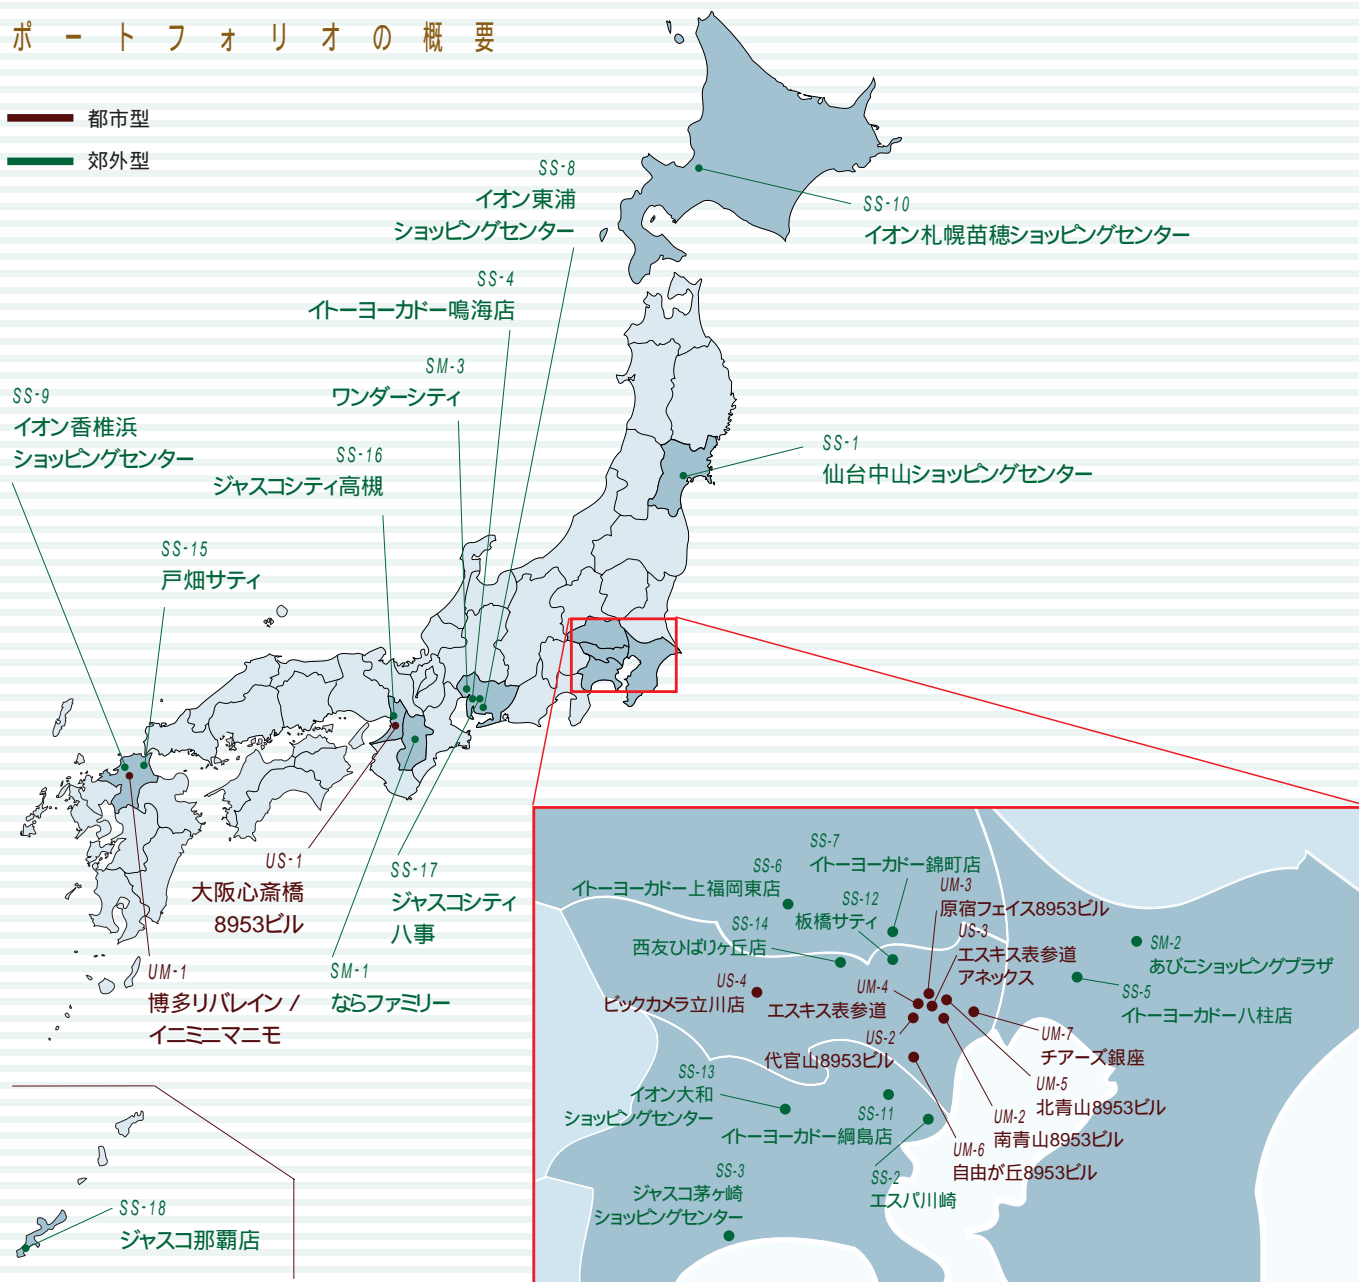 ポートフォリオの概要
都市型
郊外型
SS-8
イオン東浦
ショッピングセンター
SS-10
イオン札幌苗穂ショッピングセンター
SS-4
イトーヨーカドー鳴海店
SM-3
ワンダーシティ
SS-9
イオン香椎浜
ショッピングセンター
SS-16
ジャスコシティ高槻
SS-1
仙台中山ショッピングセンター
SS-15
戸畑サティ
US-1
大阪心斎橋
8953ビル
SS-17
ジャスコシティ
八事
UM-1
博多リバレイン /
イニミニマニモ
SM-1
ならファミリー
SS-18
ジャスコ那覇店
SS-7
イトーヨーカドー錦町店
SS-6
イトーヨーカドー上福岡東店
SS-12
板橋サティ
UM-3
原宿フェイス8953ビル
SS-14
西友ひばりヶ丘店
US-3
エスキス表参道
アネックス
SM-2
あびこショッピングプラザ
US-4
ビックカメラ立川店
UM-4
エスキス表参道
SS-5
イトーヨーカドー八柱店
US-2
代官山8953ビル
UM-7
チアーズ銀座
SS-13
イオン大和
ショッピングセンター
UM-5
北青山8953ビル
SS-11
イトーヨーカドー綱島店
UM-2
南青山8953ビル
UM-6
自由が丘8953ビル
SS-3
ジャスコ茅ヶ崎
ショッピングセンター
SS-2
エスパ川崎